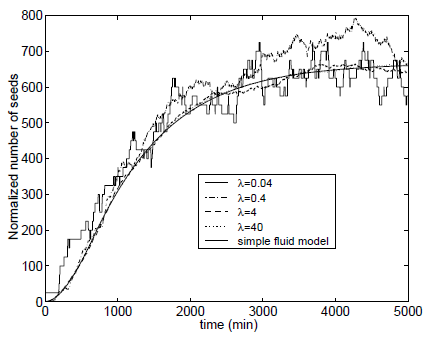 800
700
600
500
400
300
200
100
0
Normalized number of seeds
λ=0.04
λ=0.4
λ=4
λ=40
simple fluid model
0 1000 2000 3000 4000 5000
time (min)